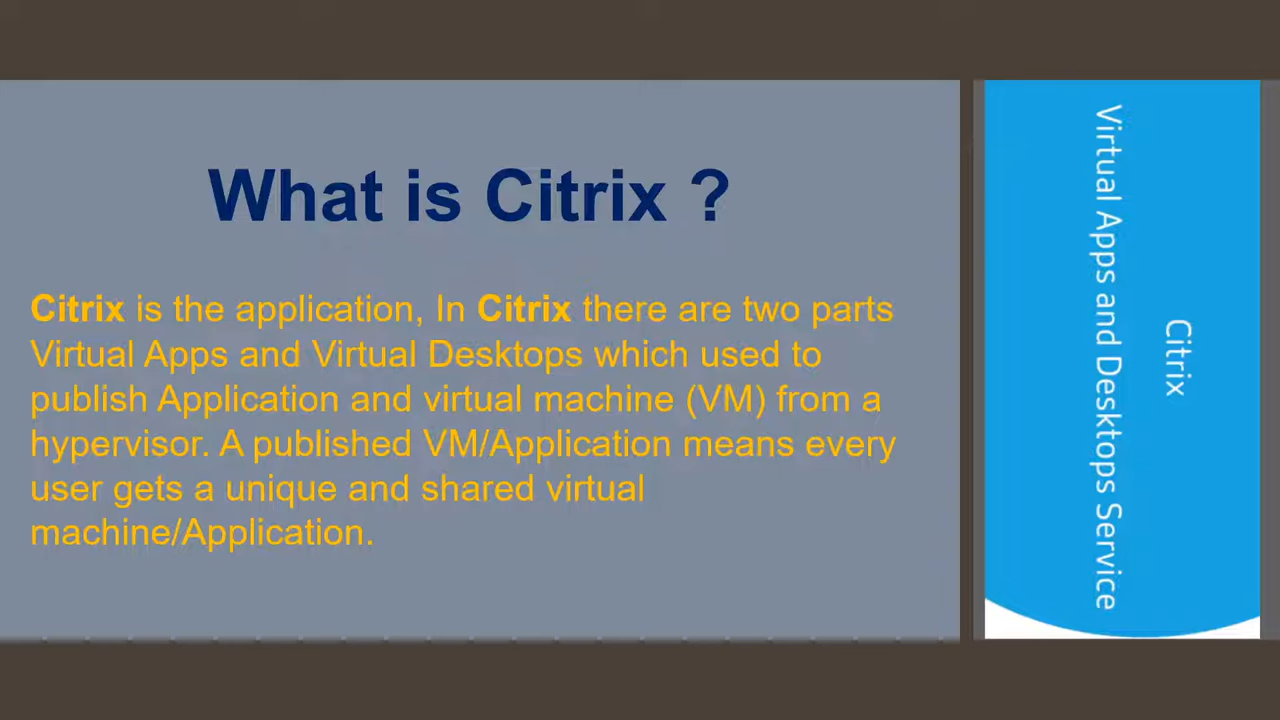 What is Citrix ?
Citrix is the application, In Citrix there are two parts
Virtual Apps and Virtual Desktops which used to
publish Application and virtual machine (VM) from a
hypervisor. A published VM/Application means every
user gets a unique and shared virtual
machine/Application.
Citrix
Virtual Apps and Desktops Service